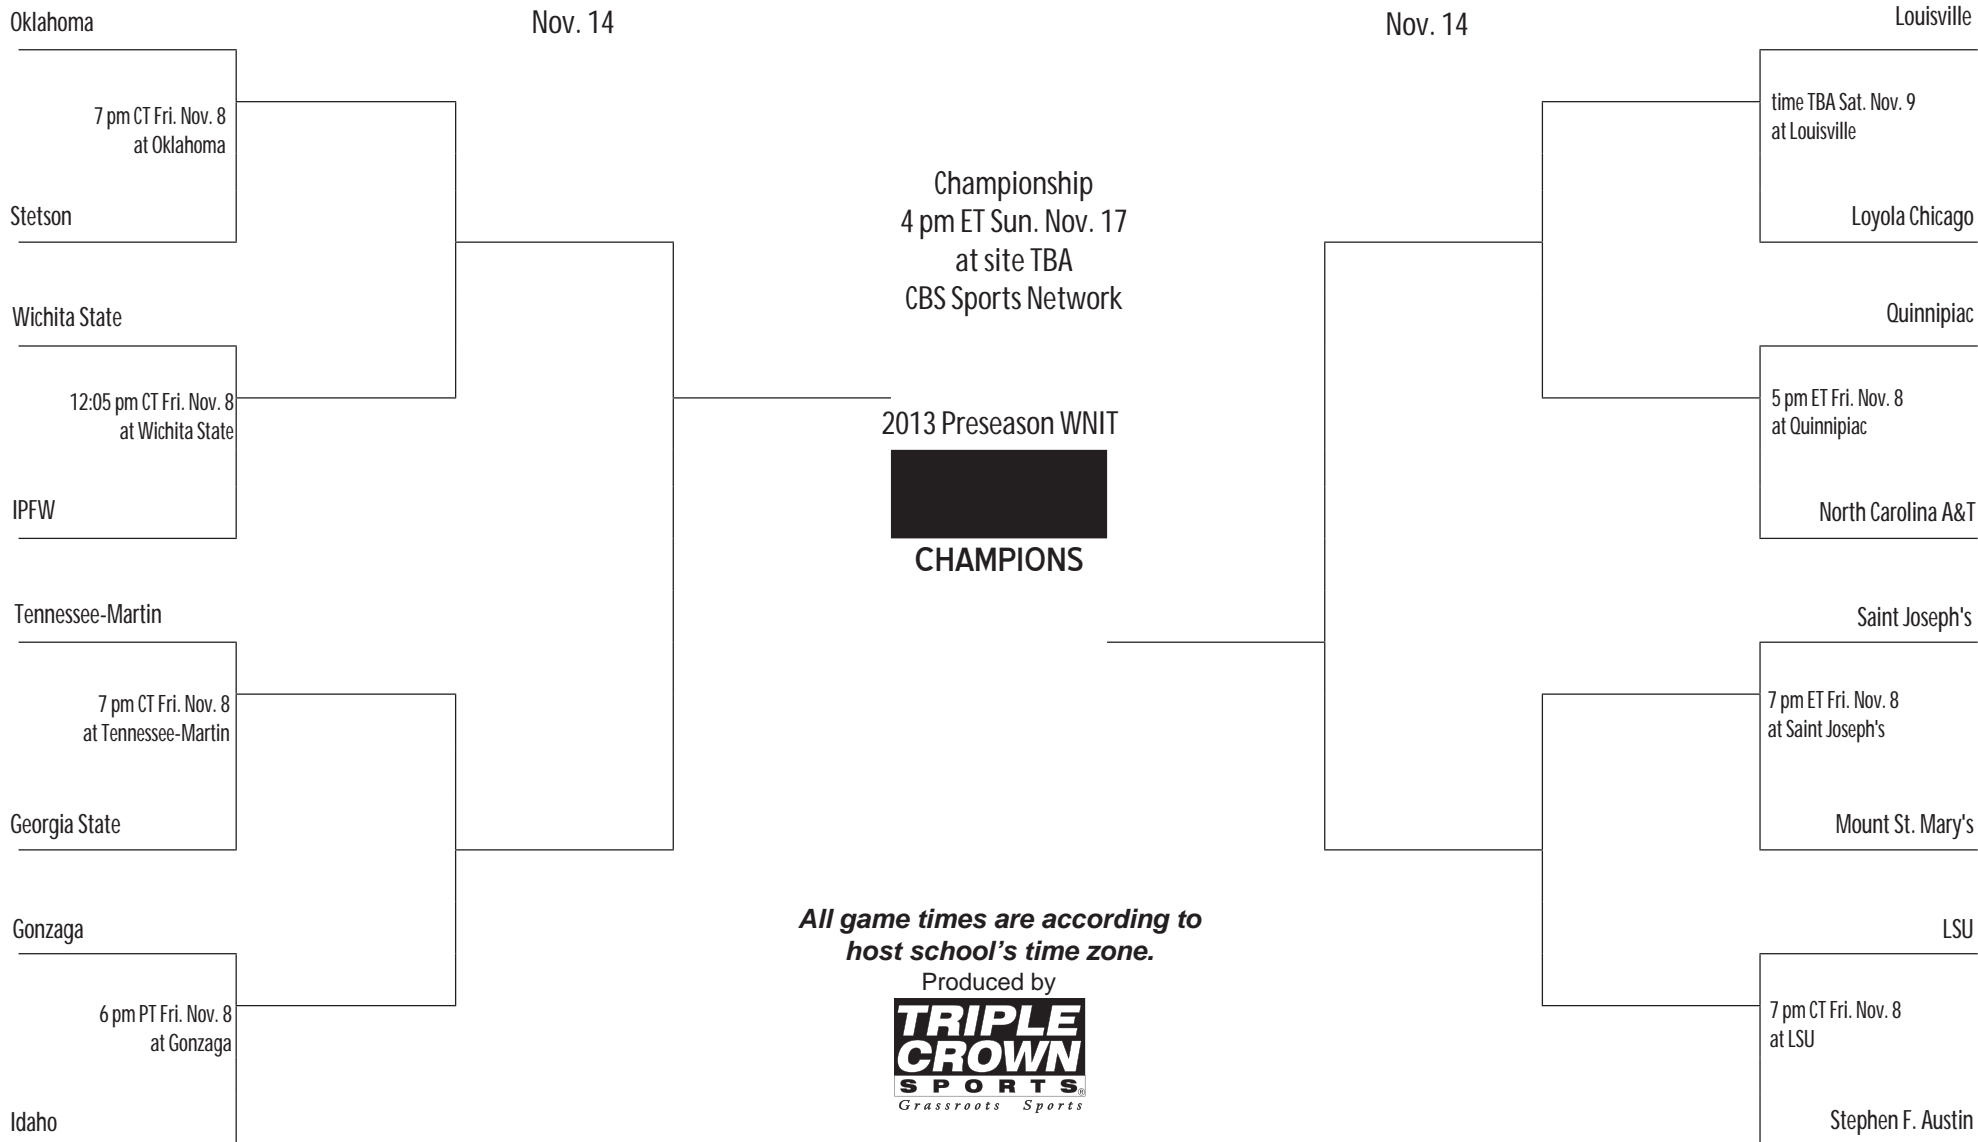 Oklahoma
7 pm CT Fri. Nov. 8
at Oklahoma
Stetson
Wichita State
12:05 pm CT Fri. Nov. 8
at Wichita State
IPFW
Tennessee-Martin
7 pm CT Fri. Nov. 8
at Tennessee-Martin
Georgia State
Gonzaga
6 pm PT Fri. Nov. 8
at Gonzaga
Idaho
Nov. 14
Championship
4 pm ET Sun. Nov. 17
at site TBA
CBS Sports Network
2013 Preseason WNIT
CHAMPIONS
All game times are according to
host school’s time zone.
Produced by
TRIPLE
CROWN
SPORTS®
Grassroots Sports
Nov. 14
Louisville
time TBA Sat. Nov. 9
at Louisville
Loyola Chicago
Quinnipiac
5 pm ET Fri. Nov. 8
at Quinnipiac
North Carolina A&T
Saint Joseph's
7 pm ET Fri. Nov. 8
at Saint Joseph's
Mount St. Mary's
LSU
7 pm CT Fri. Nov. 8
at LSU
Stephen F. Austin